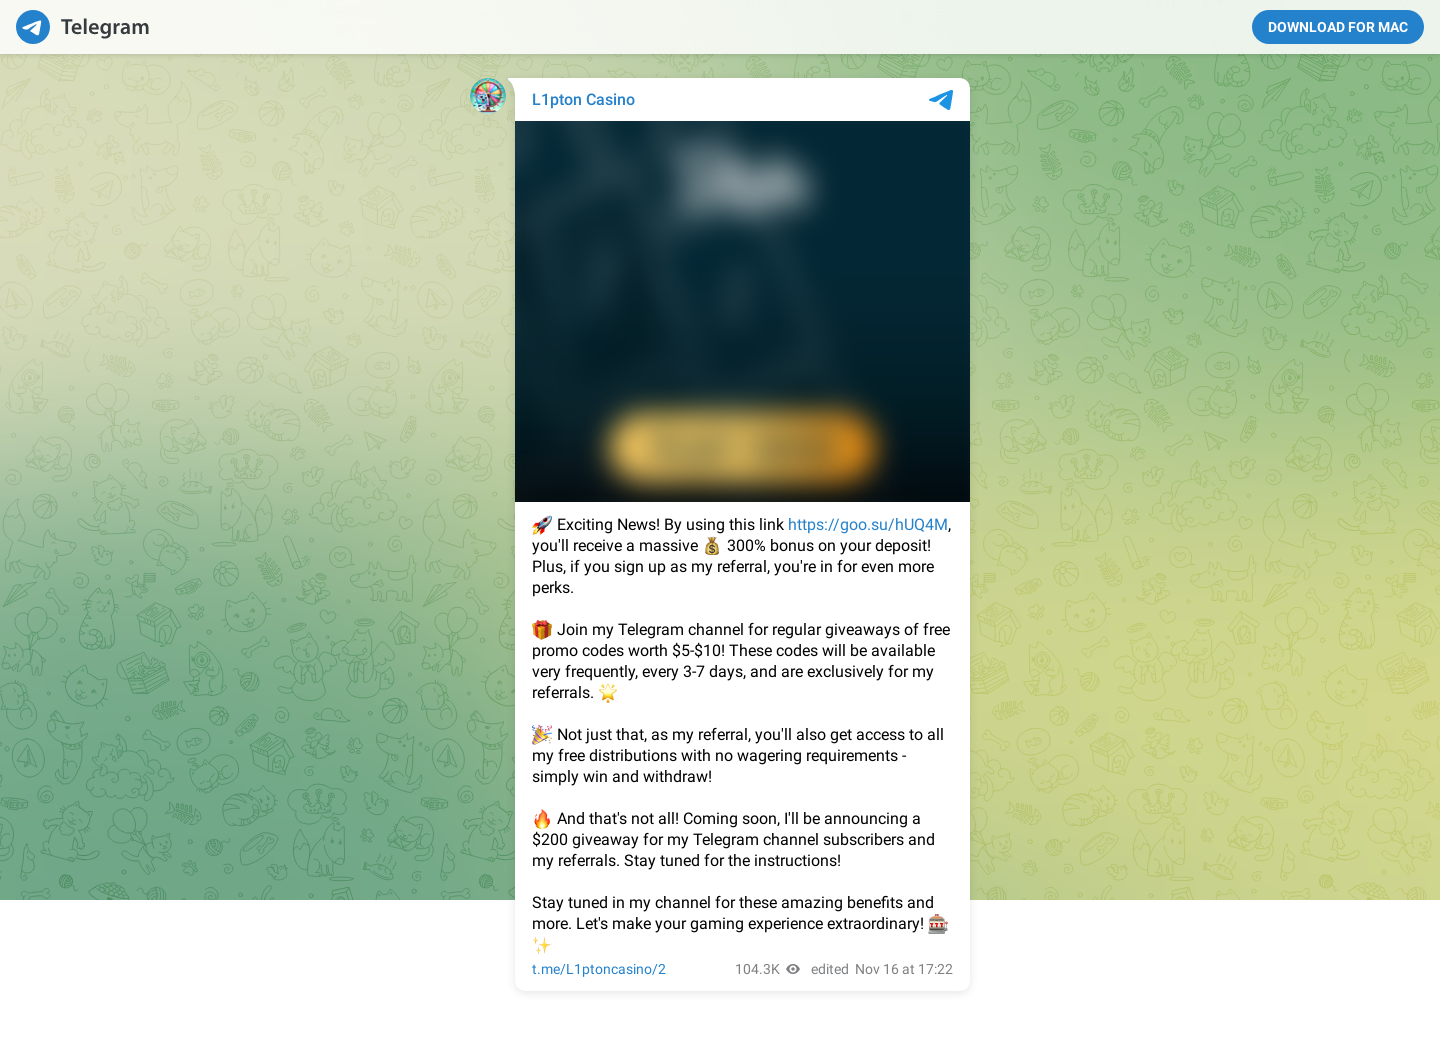 Telegram
DOWNLOAD FOR MAC
L1pton Casino
🚀 Exciting News! By using this link https://goo.su/hUQ4M,
you'll receive a massive 💰 300% bonus on your deposit!
Plus, if you sign up as my referral, you're in for even more
perks.
🎁 Join my Telegram channel for regular giveaways of free
promo codes worth $5-$10! These codes will be available
very frequently, every 3-7 days, and are exclusively for my
referrals. 🌟
🎉 Not just that, as my referral, you'll also get access to all
my free distributions with no wagering requirements -
simply win and withdraw!
🔥 And that's not all! Coming soon, I'll be announcing a
$200 giveaway for my Telegram channel subscribers and
my referrals. Stay tuned for the instructions!
Stay tuned in my channel for these amazing benefits and
more. Let's make your gaming experience extraordinary! 🎰
✨
t.me/L1ptoncasino/2
104.3K edited Nov 16 at 17:22